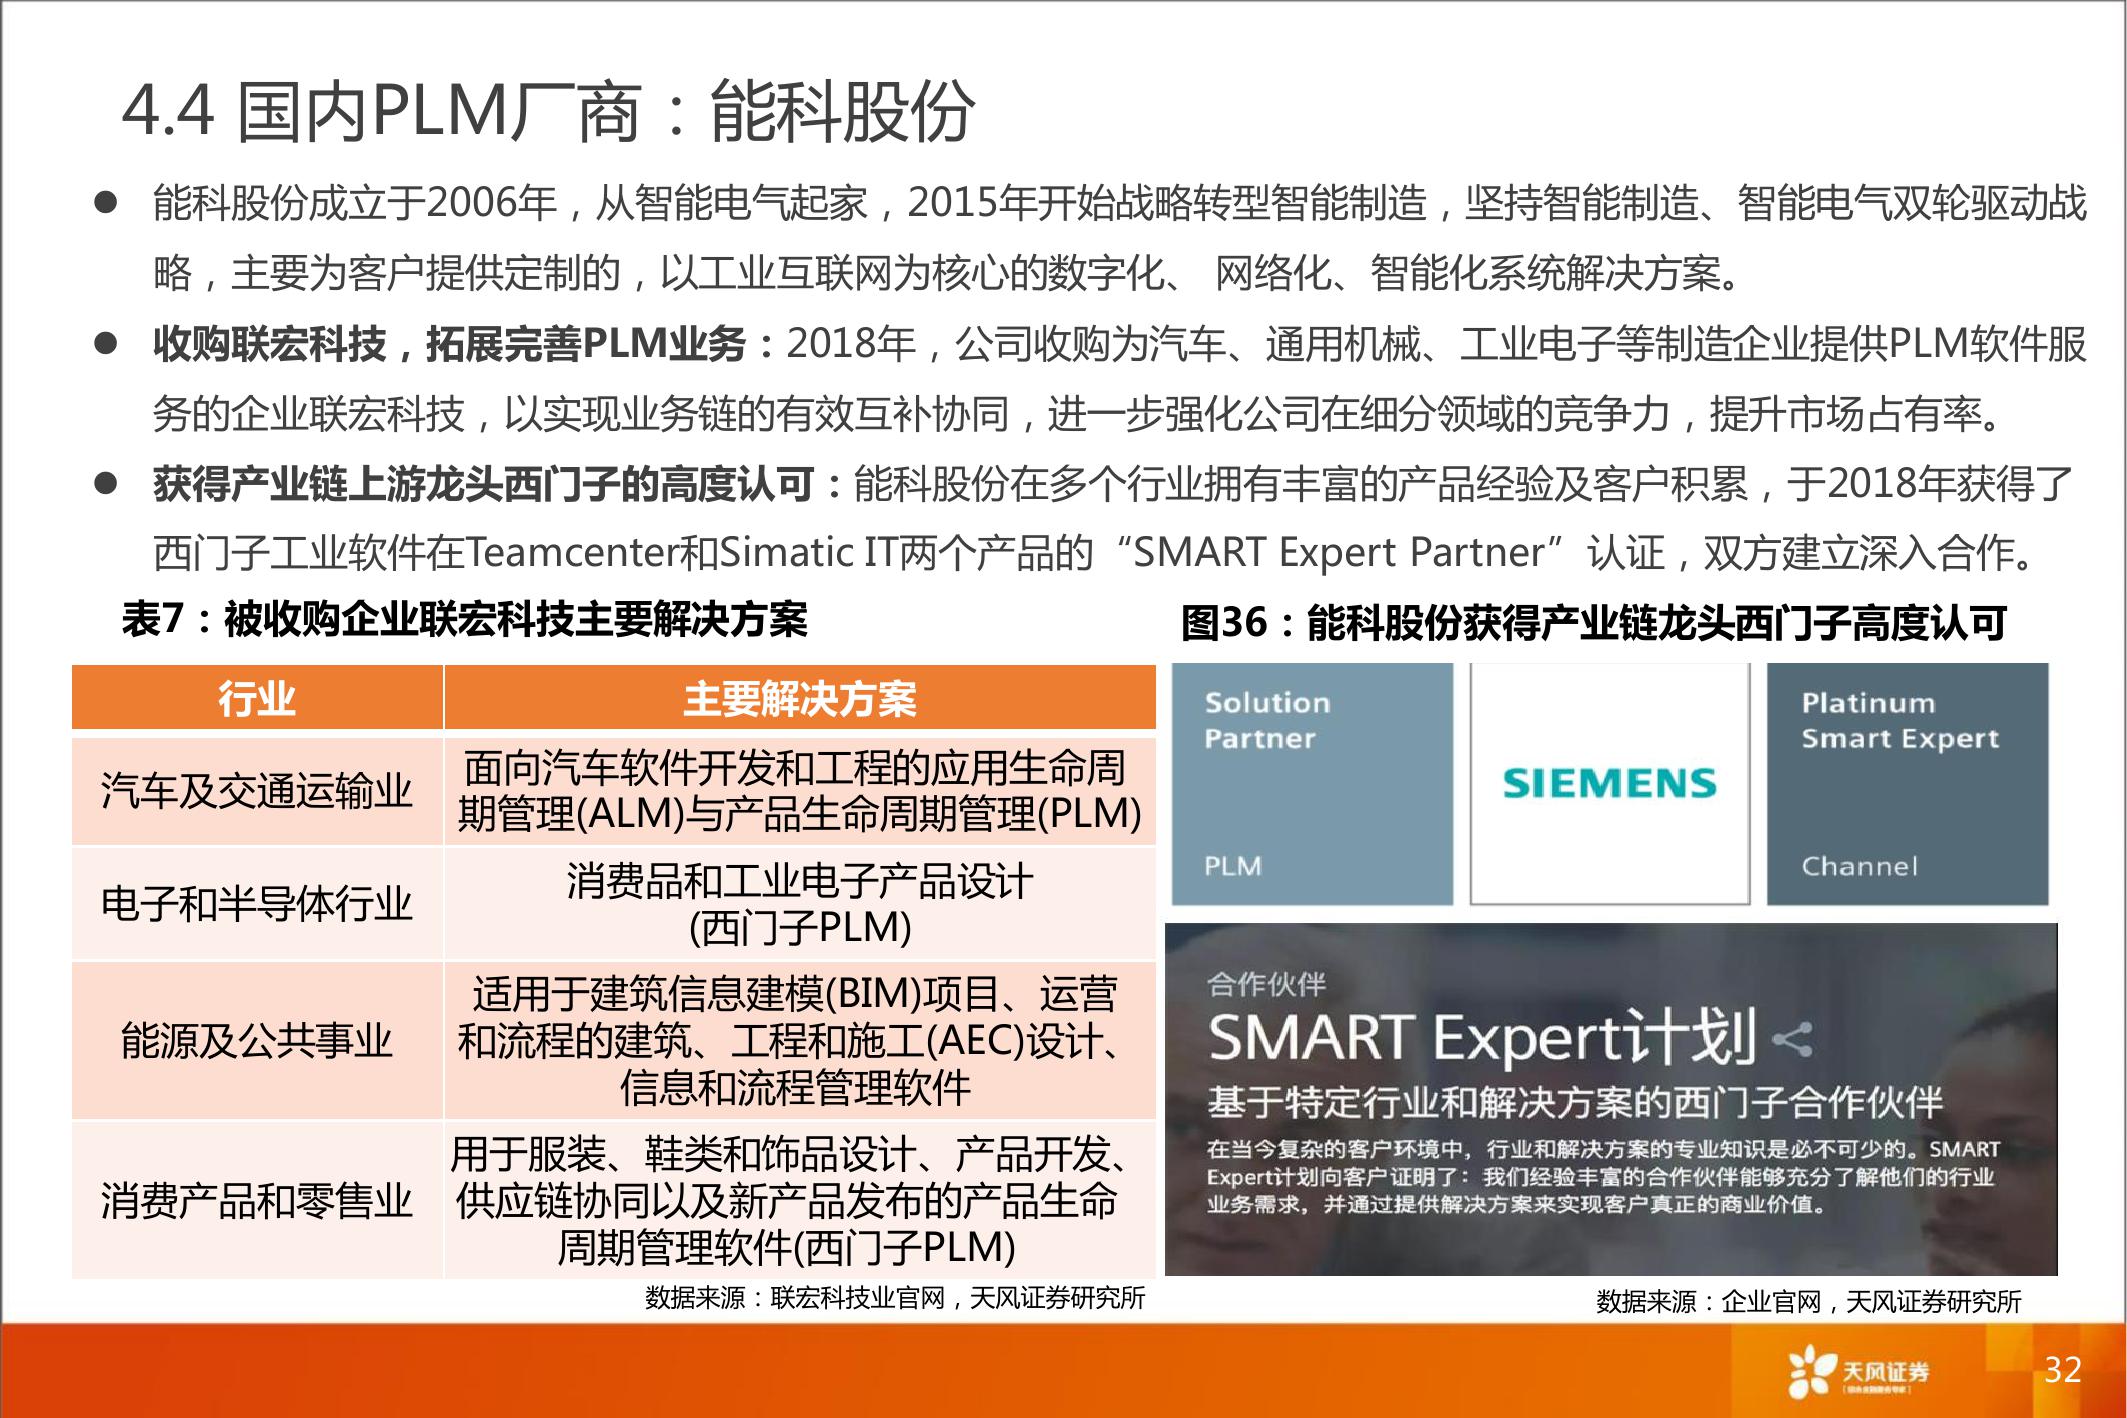 4.4 国内PLM厂商：能科股份
● 能科股份成立于2006年，从智能电气起家，2015年开始战略转型智能制造，坚持智能制造、智能电气双轮驱动战
略，主要为客户提供定制的，以工业互联网为核心的数字化、 网络化、智能化系统解决方案。
● 收购联宏科技，拓展完善PLM业务：2018年，公司收购为汽车、通用机械、工业电子等制造企业提供PLM软件服
务的企业联宏科技，以实现业务链的有效互补协同，进一步强化公司在细分领域的竞争力，提升市场占有率。
● 获得产业链上游龙头西门子的高度认可：能科股份在多个行业拥有丰富的产品经验及客户积累，于2018年获得了
西门子工业软件在Teamcenter和Simatic IT两个产品的“SMART Expert Partner”认证，双方建立深入合作。
表7：被收购企业联宏科技主要解决方案
行业 主要解决方案
汽车及交通运输业
面向汽车软件开发和工程的应用生命周
期管理(ALM)与产品生命周期管理(PLM)
电子和半导体行业
消费品和工业电子产品设计
(西门子PLM)
能源及公共事业
适用于建筑信息建模(BIM)项目、运营
和流程的建筑、工程和施工(AEC)设计、
信息和流程管理软件
消费产品和零售业
用于服装、鞋类和饰品设计、产品开发、
供应链协同以及新产品发布的产品生命
周期管理软件(西门子PLM)
数据来源：联宏科技业官网，天风证券研究所
图36：能科股份获得产业链龙头西门子高度认可
Solution
Partner
PLM
SIEMENS
Platinum
Smart Expert
Channel
合作伙伴
SMART Expert计划
基于特定行业和解决方案的西门子合作伙伴
在当今复杂的客户环境中，行业和解决方案的专业知识是必不可少的。SMART
Expert计划向客户证明了：我们经验丰富的合作伙伴能够充分了解他们的行业
业务需求，并通过提供解决方案来实现客户真正的商业价值。
数据来源：企业官网，天风证券研究所
天风证券
32